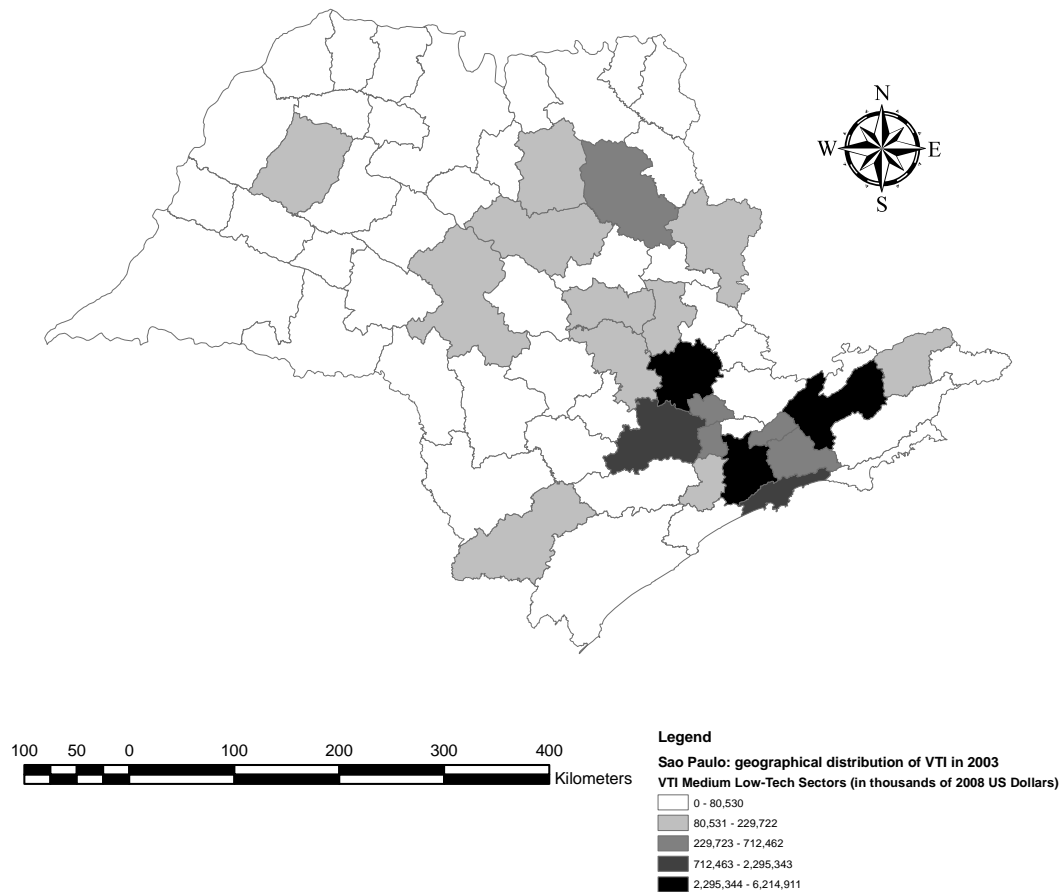 N
W E
S
100 50 0 100 200 300 400
Kilometers
Legend
Sao Paulo: geographical distribution of VTI in 2003
VTI Medium Low-Tech Sectors (in thousands of 2008 US Dollars)
0 - 80,530
80,531 - 229,722
229,723 - 712,462
712,463 - 2,295,343
2,295,344 - 6,214,911